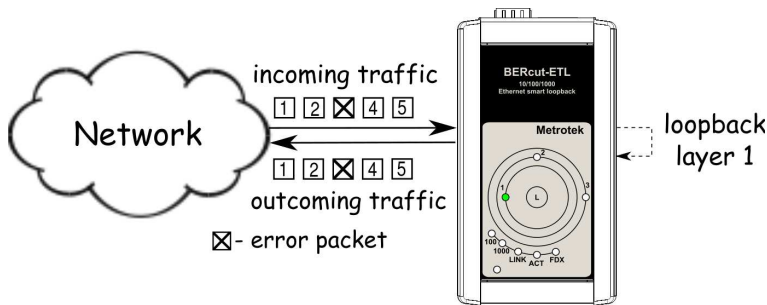 incoming traffic
1 2 4 5
Network
1 2 4 5
outcoming traffic
- error packet
BERcut-ETL
10/100/1000
Ethernet smart loopback
Metrotek
2
1
3
L
100
1000
LINK
ACT
FDX
loopback
layer 1